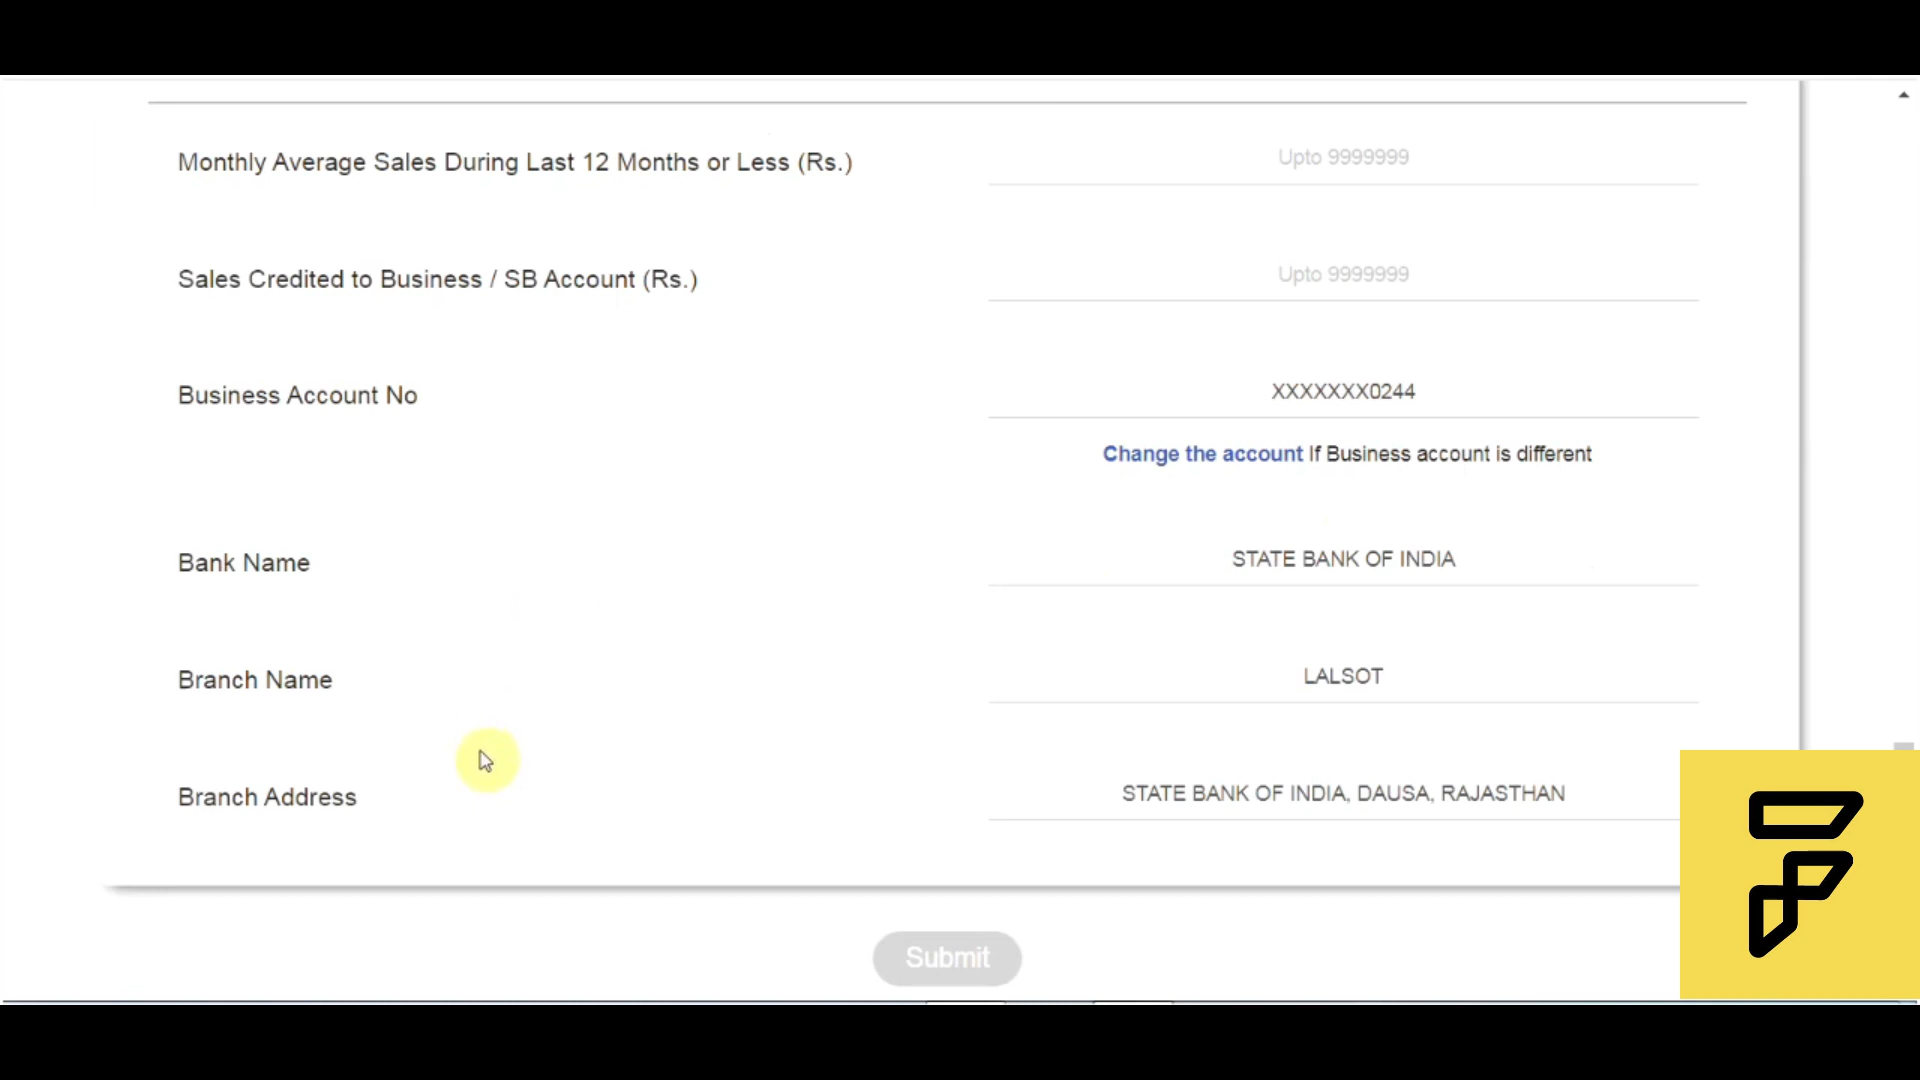 Monthly Average Sales During Last 12 Months or Less (Rs.) Upto 9999999
Sales Credited to Business / SB Account (Rs.) Upto 9999999
Business Account No XXXXXXX0244
Change the account If Business account is different
Bank Name STATE BANK OF INDIA
Branch Name LALSOT
Branch Address STATE BANK OF INDIA, DAUSA, RAJASTHAN
Submit